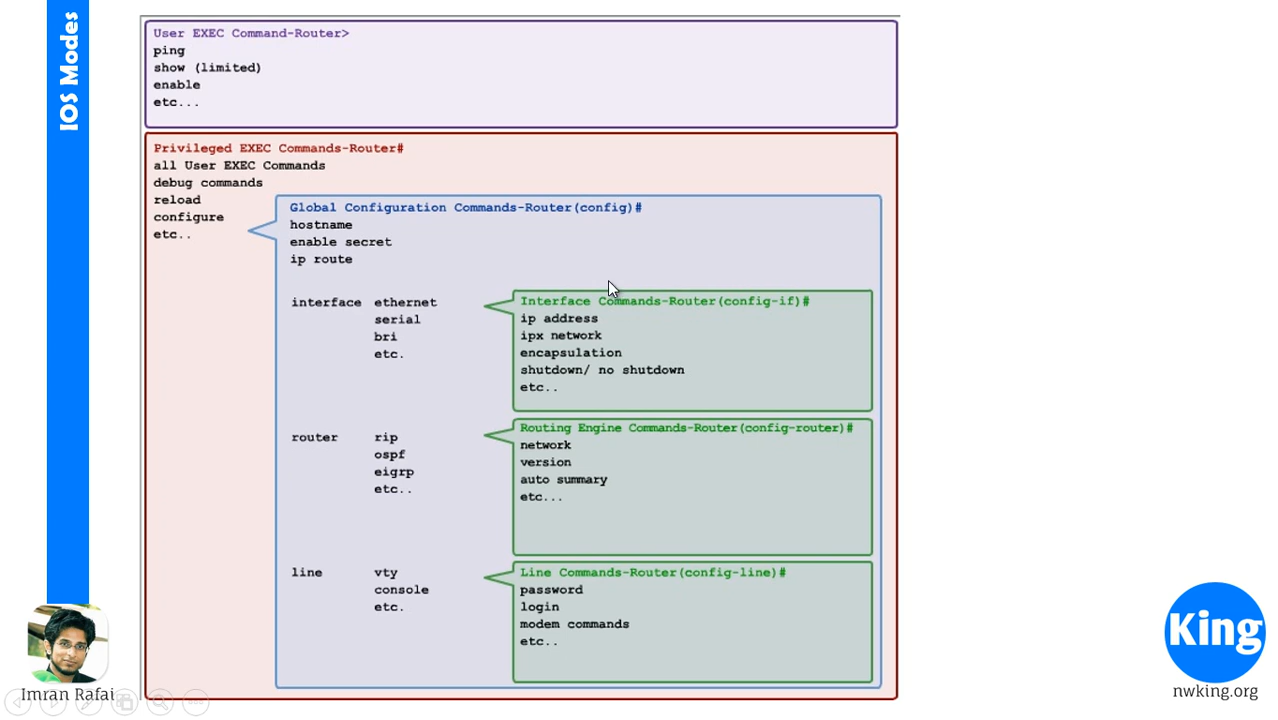 IOS Modes
User EXEC Command-Router>
ping
show (limited)
enable
etc...
Privileged EXEC Commands-Router#
all User EXEC Commands
debug commands
reload
configure
etc..
Global Configuration Commands-Router(config)#
hostname
enable secret
ip route
interface ethernet
serial
bri
etc.
Interface Commands-Router(config-if)#
ip address
ipx network
encapsulation
shutdown/ no shutdown
etc..
router rip
ospf
eigrp
etc..
Routing Engine Commands-Router(config-router)#
network
version
auto summary
etc...
line vty
console
etc.
Line Commands-Router(config-line)#
password
login
modem commands
etc..
Imran Rafai
King
nwking.org